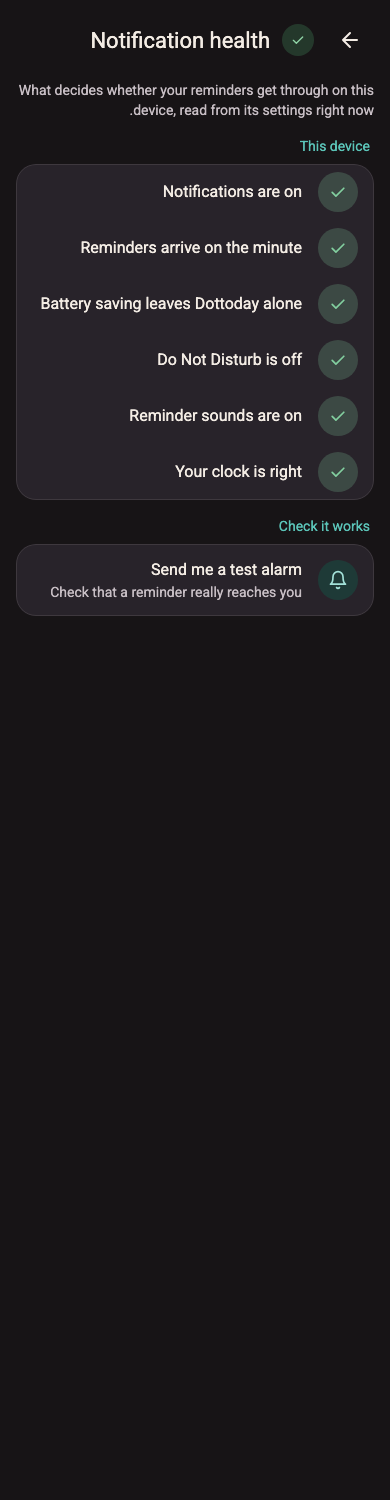 Notification health
What decides whether your reminders get through on this
.device, read from its settings right now
This device
Notifications are on
Reminders arrive on the minute
Battery saving leaves Dottoday alone
Do Not Disturb is off
Reminder sounds are on
Your clock is right
Check it works
Send me a test alarm
Check that a reminder really reaches you